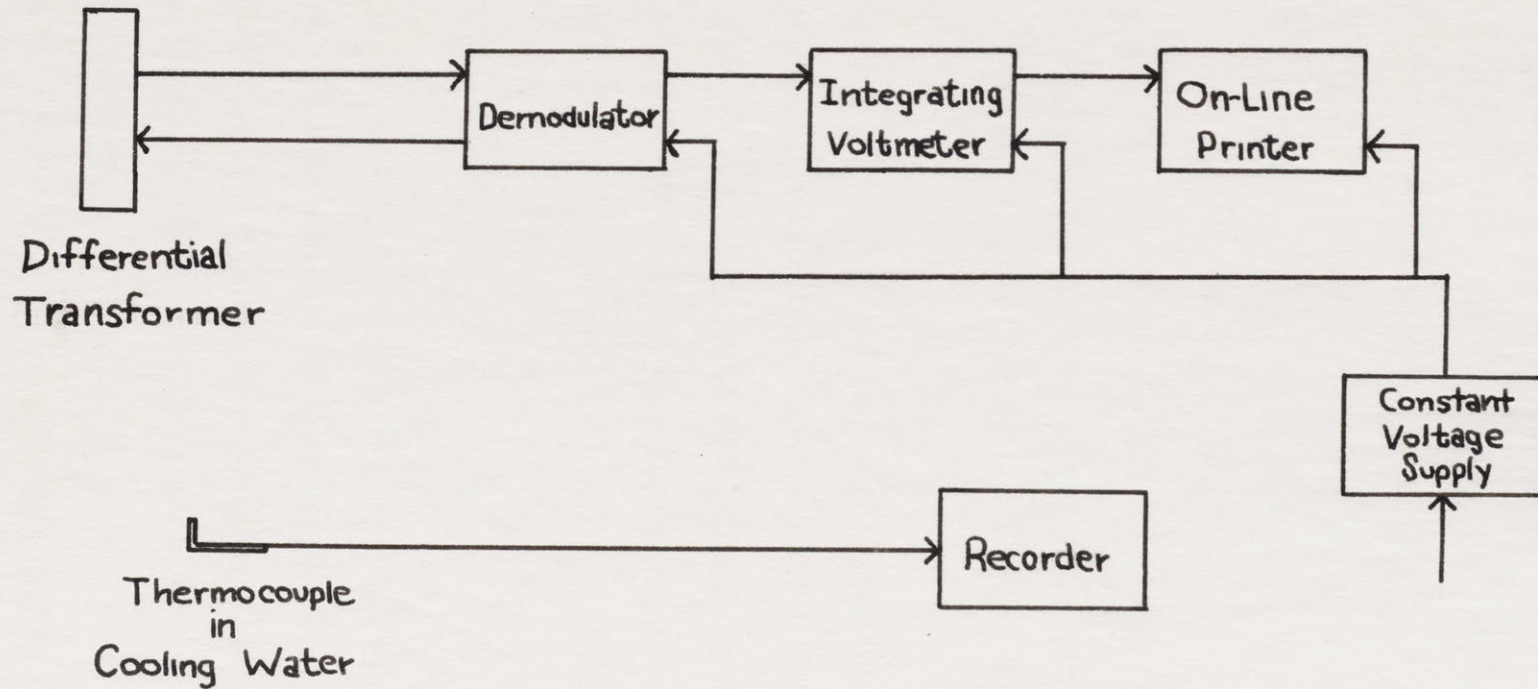 Demodulator
Integrating
Voltmeter
On-Line
Printer
Differential
Transformer
Constant
Voltage
Supply
Recorder
Thermocouple
in
Cooling Water